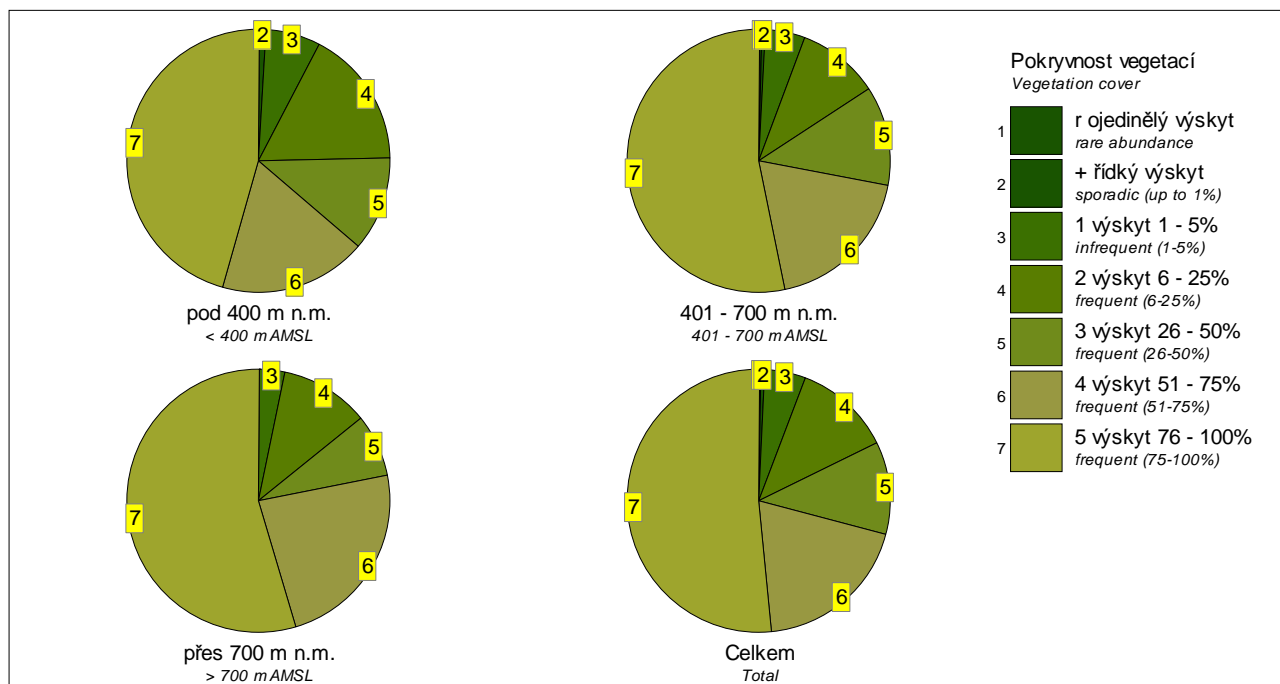 2
3
4
5
6
7
pod 400 m n.m.
< 400 m AMSL
2
3
4
5
6
7
401 - 700 m n.m.
401 - 700 m AMSL
3
4
5
6
7
přes 700 m n.m.
> 700 m AMSL
2
3
4
5
6
7
Celkem
Total
Pokryvnost vegetací
Vegetation cover
1 r ojedinělý výskyt
rare abundance
2 + řídký výskyt
sporadic (up to 1%)
3 1 výskyt 1 - 5%
infrequent (1-5%)
4 2 výskyt 6 - 25%
frequent (6-25%)
5 3 výskyt 26 - 50%
frequent (26-50%)
6 4 výskyt 51 - 75%
frequent (51-75%)
7 5 výskyt 76 - 100%
frequent (75-100%)